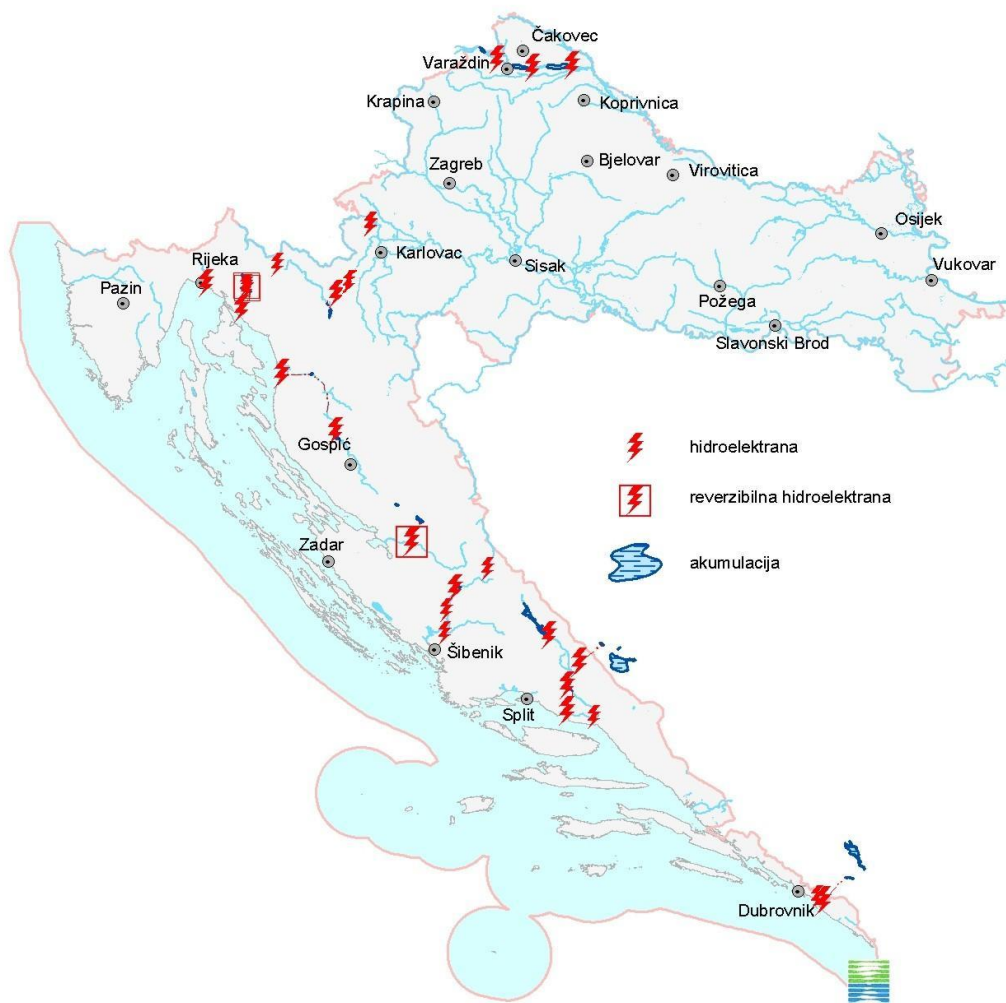 Čakovec
Varaždin
Krapina
Koprivnica
Zagreb
Bjelovar
Virovitica
Osijek
Karlovac
Sisak
Rijeka
Vukovar
Pazin
Požega
Slavonski Brod
Gospić
hidroelektrana
reverzibilna hidroelektrana
Zadar
akumulacija
Šibenik
Split
Dubrovnik